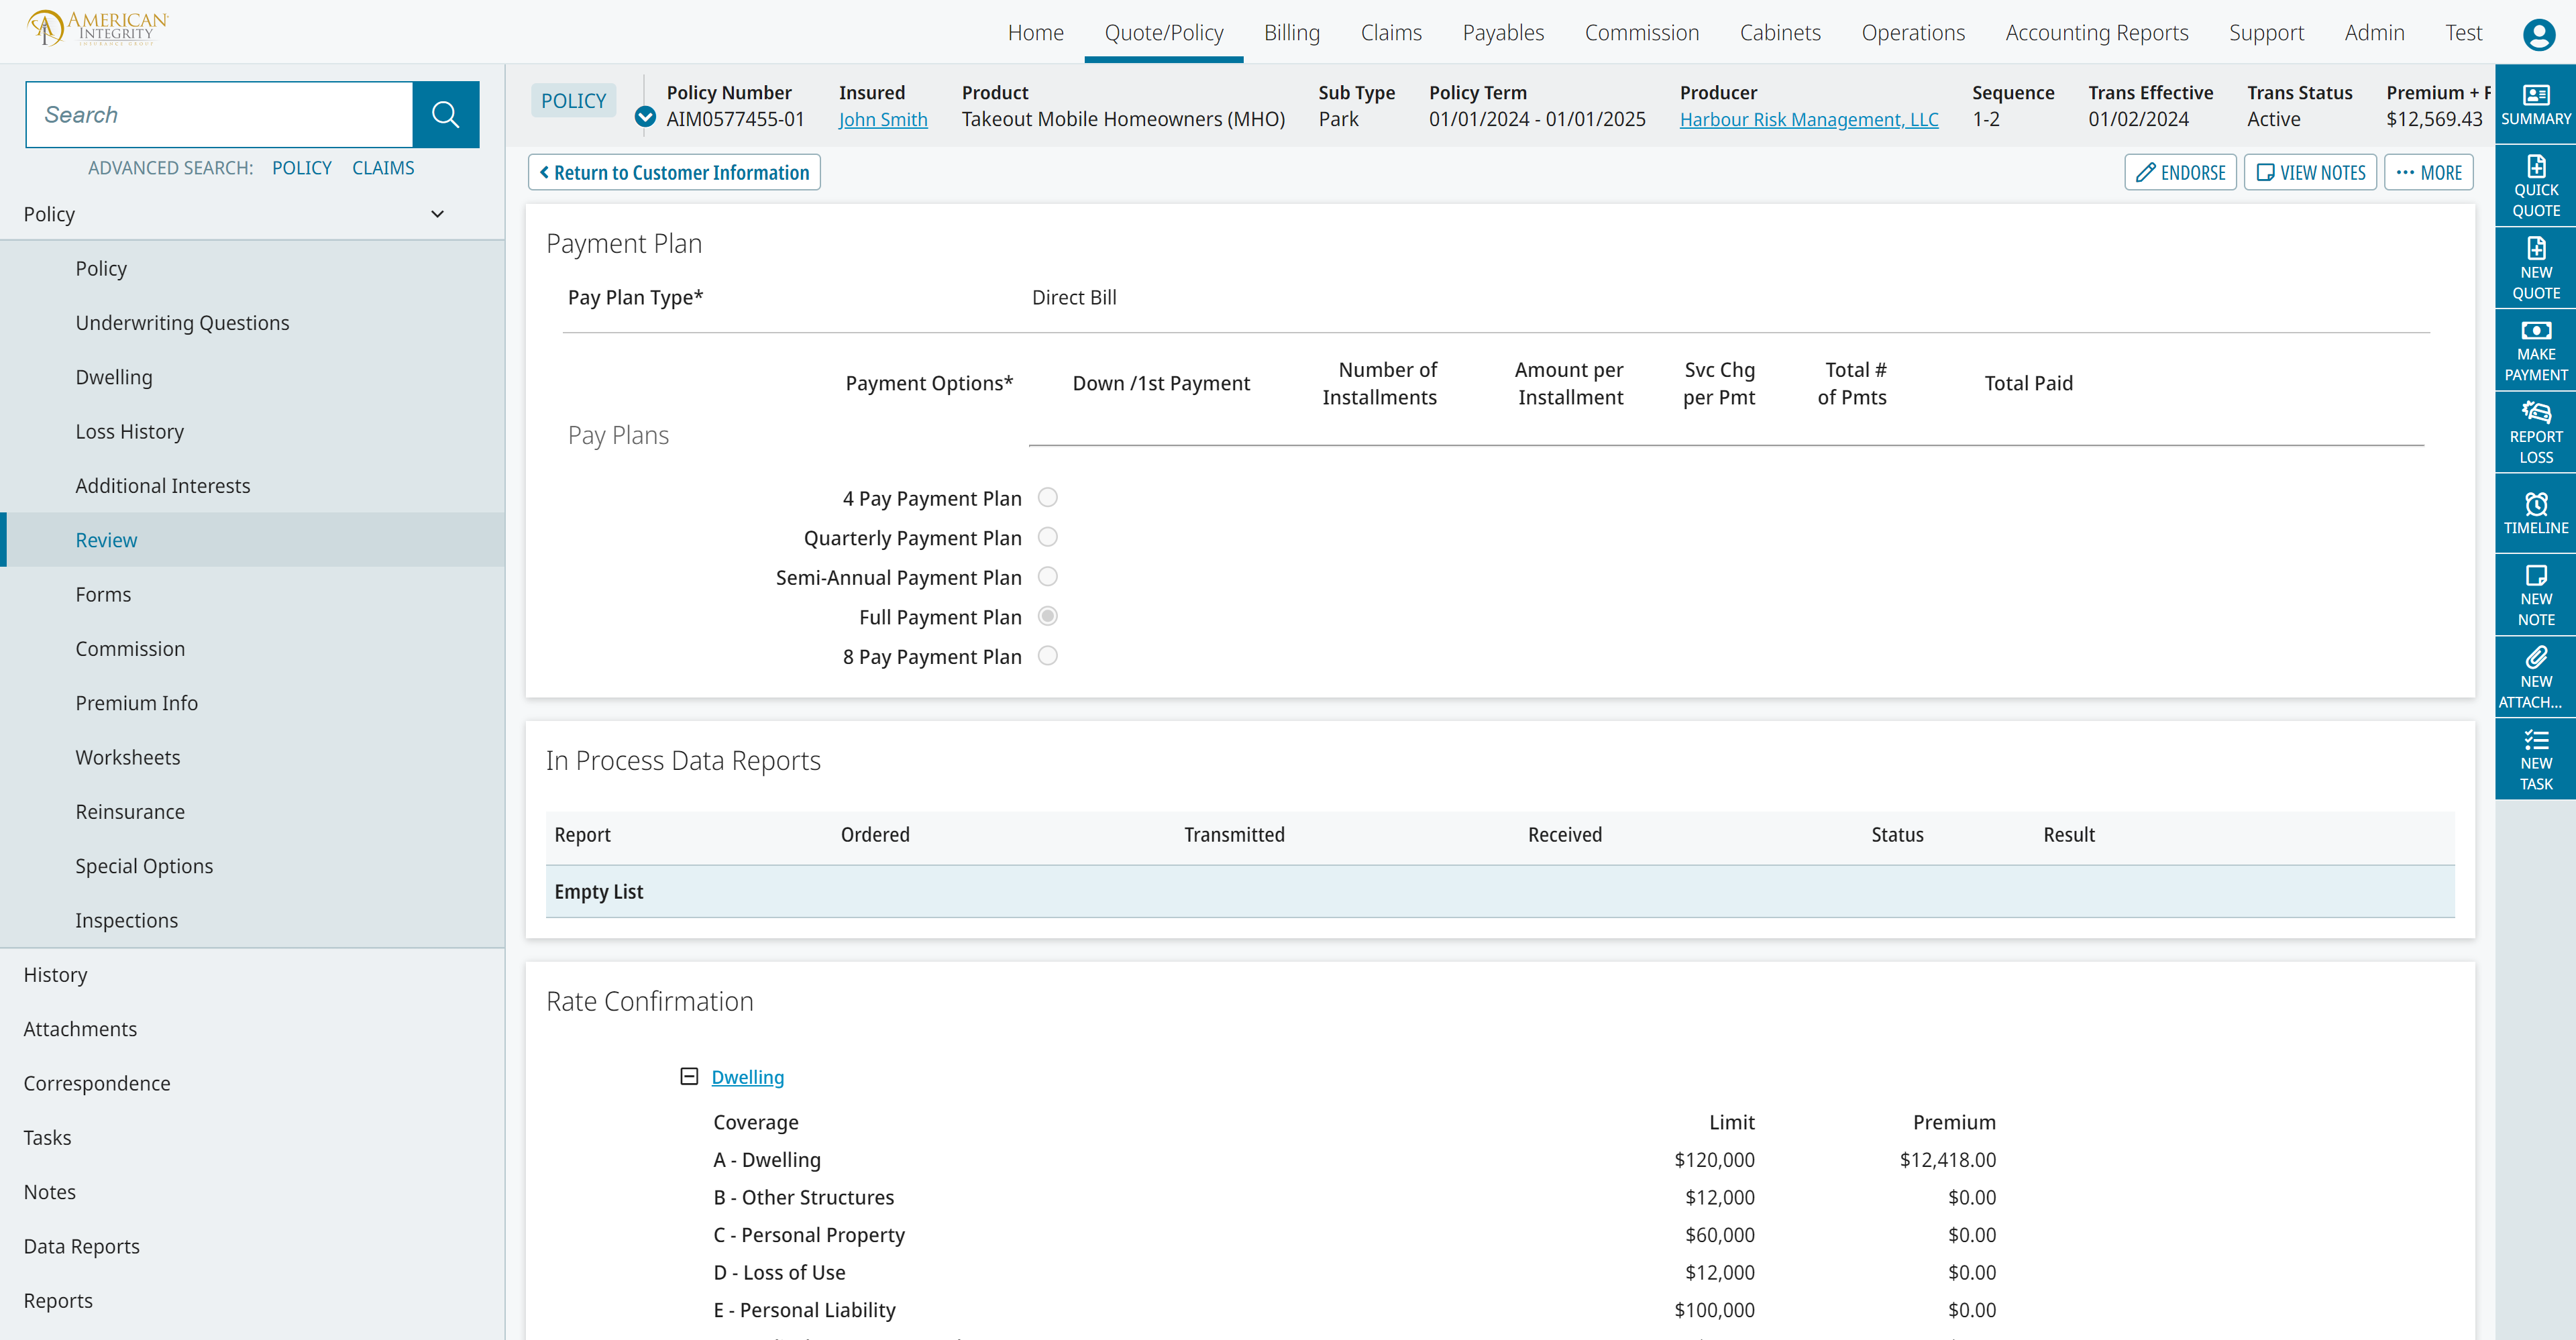 AMERICAN
INTEGRITY
INSURANCE GROUP
Home Quote/Policy Billing Claims Payables Commission Cabinets Operations Accounting Reports Support Admin Test
Search
ADVANCED SEARCH: POLICY CLAIMS
Policy
Policy
Underwriting Questions
Dwelling
Loss History
Additional Interests
Review
Forms
Commission
Premium Info
Worksheets
Reinsurance
Special Options
Inspections
History
Attachments
Correspondence
Tasks
Notes
Data Reports
Reports
POLICY
Policy Number Insured Product Sub Type Policy Term Producer Sequence Trans Effective Trans Status Premium + F
AIM0577455-01 John Smith Takeout Mobile Homeowners (MHO) Park 01/01/2024 - 01/01/2025 Harbour Risk Management, LLC 1-2 01/02/2024 Active $12,569.43
Return to Customer Information
ENDORSE VIEW NOTES ••• MORE
Payment Plan
Pay Plan Type* Direct Bill
Payment Options* Down /1st Payment Number of Installments Amount per Installment Svc Chg per Pmt Total # of Pmts Total Paid
Pay Plans
4 Pay Payment Plan
Quarterly Payment Plan
Semi-Annual Payment Plan
Full Payment Plan
8 Pay Payment Plan
In Process Data Reports
Report Ordered Transmitted Received Status Result
Empty List
Rate Confirmation
Dwelling
Coverage Limit Premium
A - Dwelling $120,000 $12,418.00
B - Other Structures $12,000 $0.00
C - Personal Property $60,000 $0.00
D - Loss of Use $12,000 $0.00
E - Personal Liability $100,000 $0.00
SUMMARY
QUICK
QUOTE
NEW
QUOTE
MAKE
PAYMENT
REPORT
LOSS
TIMELINE
NEW
NOTE
NEW
ATTACH...
NEW
TASK